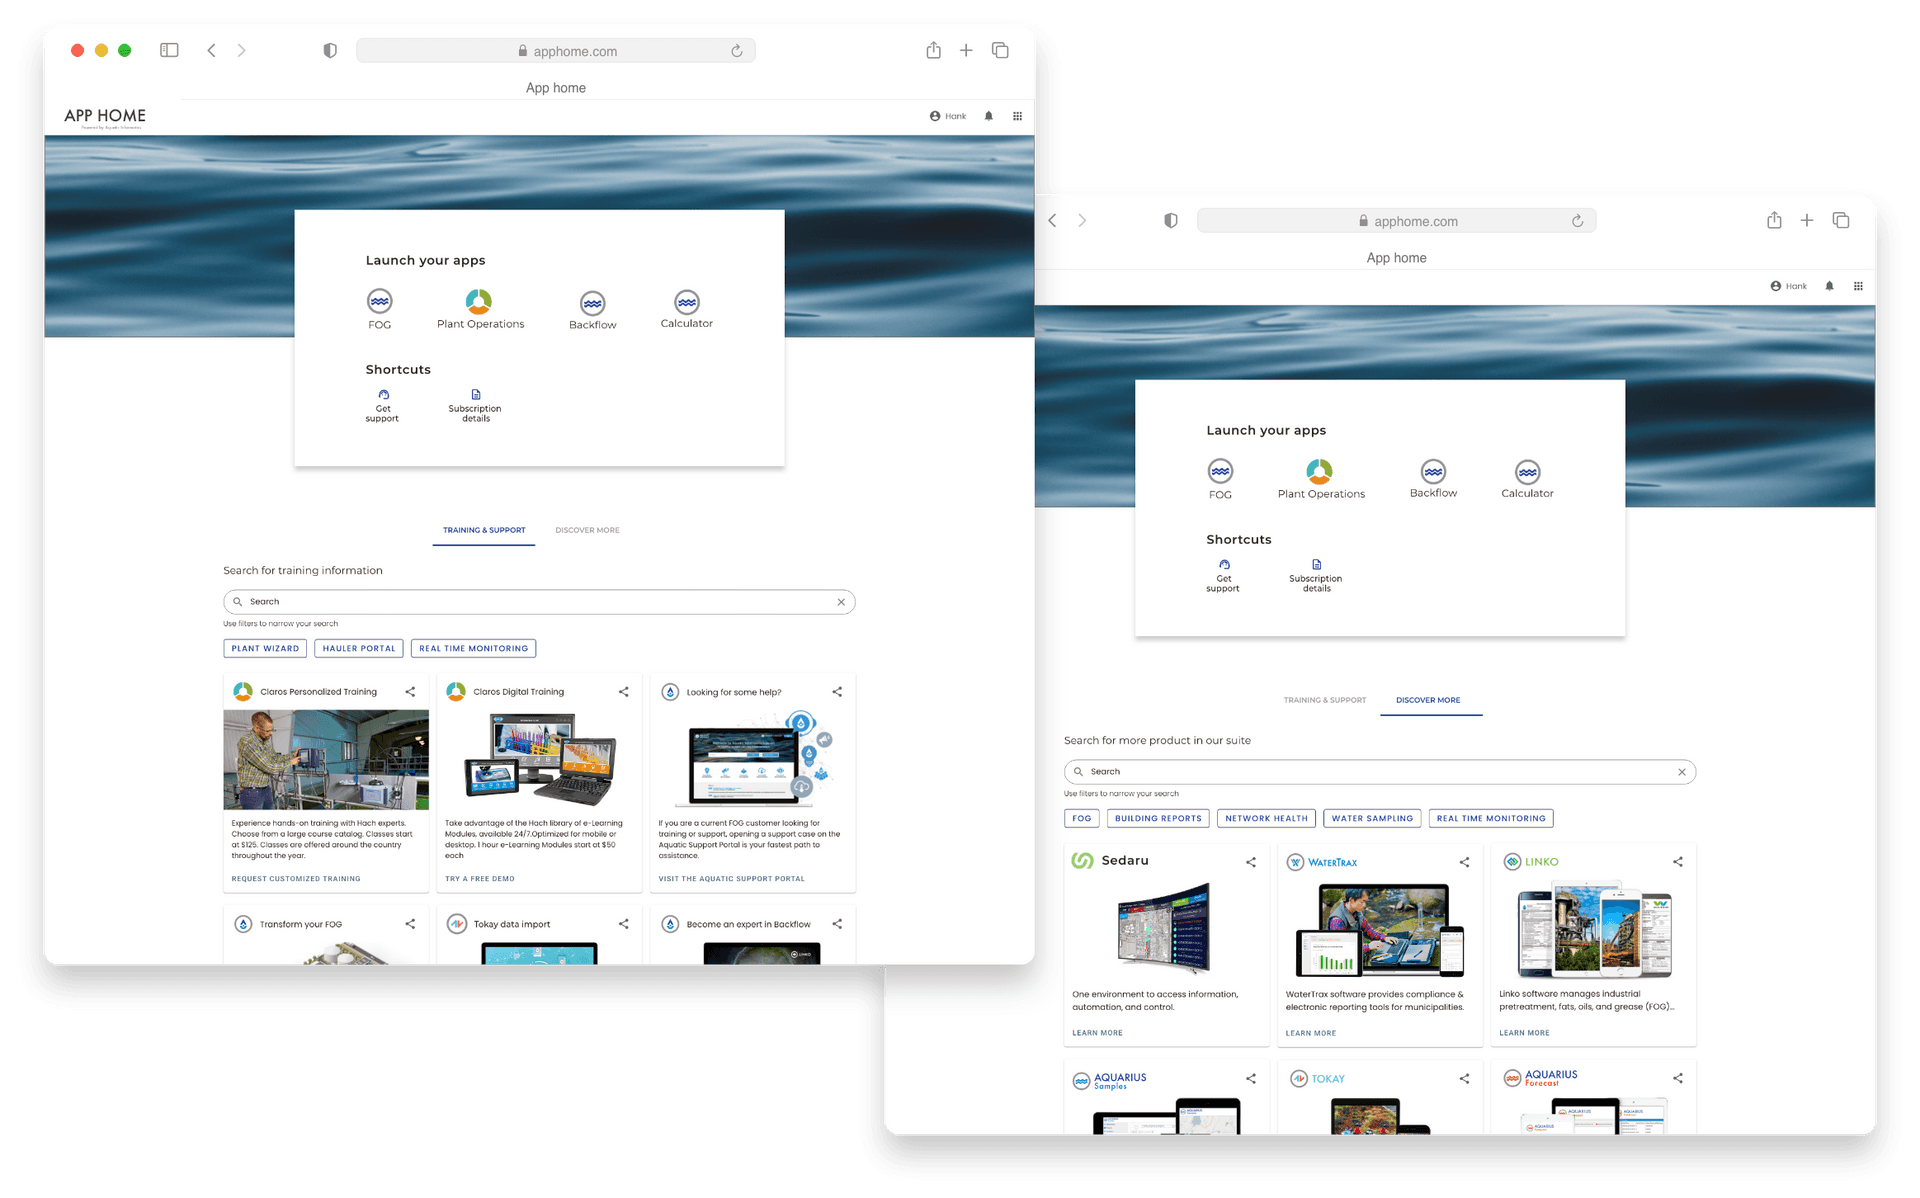 apphome.com
App home
APP HOME
Hank
Launch your apps
FOG
Plant Operations
Backflow
Calculator
Shortcuts
Get
support
Subscription
details
TRAINING & SUPPORT
DISCOVER MORE
Search for training information
Search
Use filters to narrow your search
PLANT WIZARD
HAULER PORTAL
REAL TIME MONITORING
Claros Personalized Training
Experience hands-on training with Hach experts.
Choose from a large course catalog. Classes start
at $125. Classes are offered around the country
throughout the year.
REQUEST CUSTOMIZED TRAINING
Claros Digital Training
Take advantage of the Hach library of e-Learning
Modules, available 24/7.Optimized for mobile or
desktop. 1 hour e-Learning Modules start at $50
each
TRY A FREE DEMO
Looking for some help?
If you are a current FOG customer looking for
training or support, opening a support case on the
Aquatic Support Portal is your fastest path to
assistance.
VISIT THE AQUATIC SUPPORT PORTAL
Transform your FOG
Tokay data import
Become an expert in Backflow
apphome.com
App home
Hank
Launch your apps
FOG
Plant Operations
Backflow
Calculator
Shortcuts
Get
support
Subscription
details
TRAINING & SUPPORT
DISCOVER MORE
Search for more product in our suite
Search
Use filters to narrow your search
FOG
BUILDING REPORTS
NETWORK HEALTH
WATER SAMPLING
REAL TIME MONITORING
Sedaru
One environment to access information,
automation, and control.
LEARN MORE
WATERTRAX
WaterTrax software provides compliance &
electronic reporting tools for municipalities.
LEARN MORE
LINKO
Linko software manages industrial
pretreatment, fats, oils, and grease (FOG)...
LEARN MORE
AQUARIUS
Samples
TOKAY
AQUARIUS
Forecast